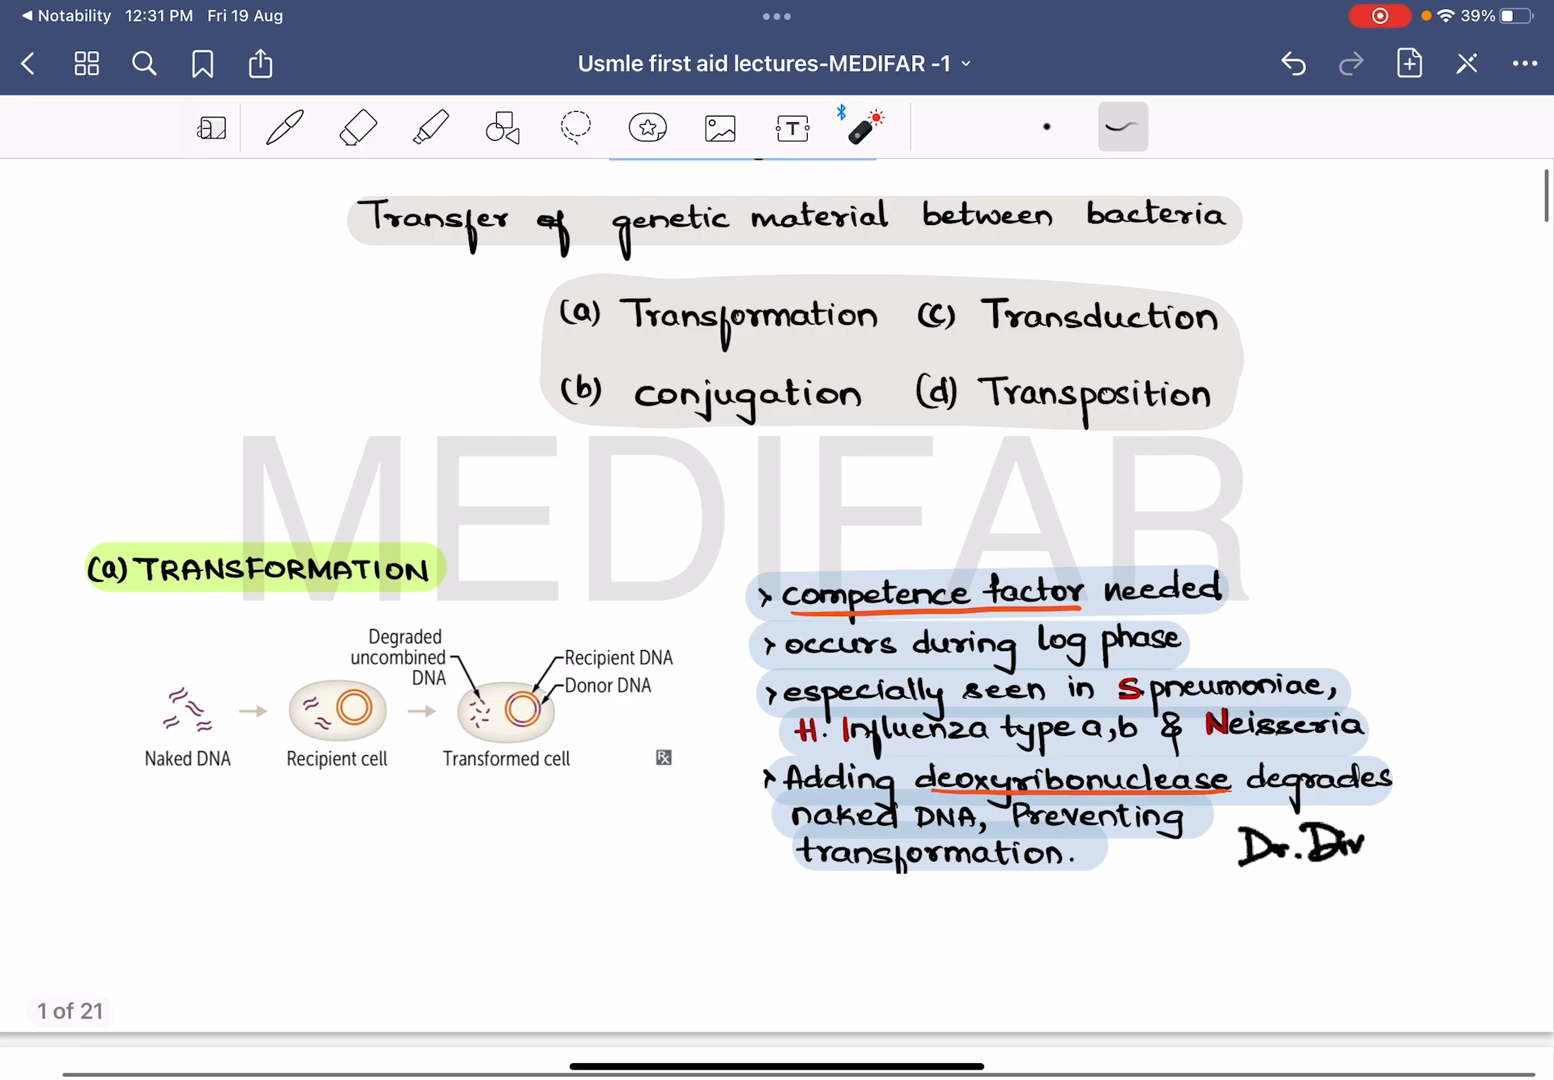 Notability 12:31 PM Fri 19 Aug
39%
Usmle first aid lectures-MEDIFAR -1
T
Transfer of genetic material between bacteria
(a) Transformation (c) Transduction
(b) conjugation (d) Transposition
MEDIFAR
(a) TRANSFORMATION
Degraded
uncombined
DNA
Recipient DNA
Donor DNA
Naked DNA
Recipient cell
Transformed cell
Rx
competence factor needed
occurs during log phase
especially seen in S.pneumoniae,
H. Influenza type a,b & Neisseria
Adding deoxyribonuclease degrades
naked DNA, Preventing
transformation.
Dr. Div
1 of 21